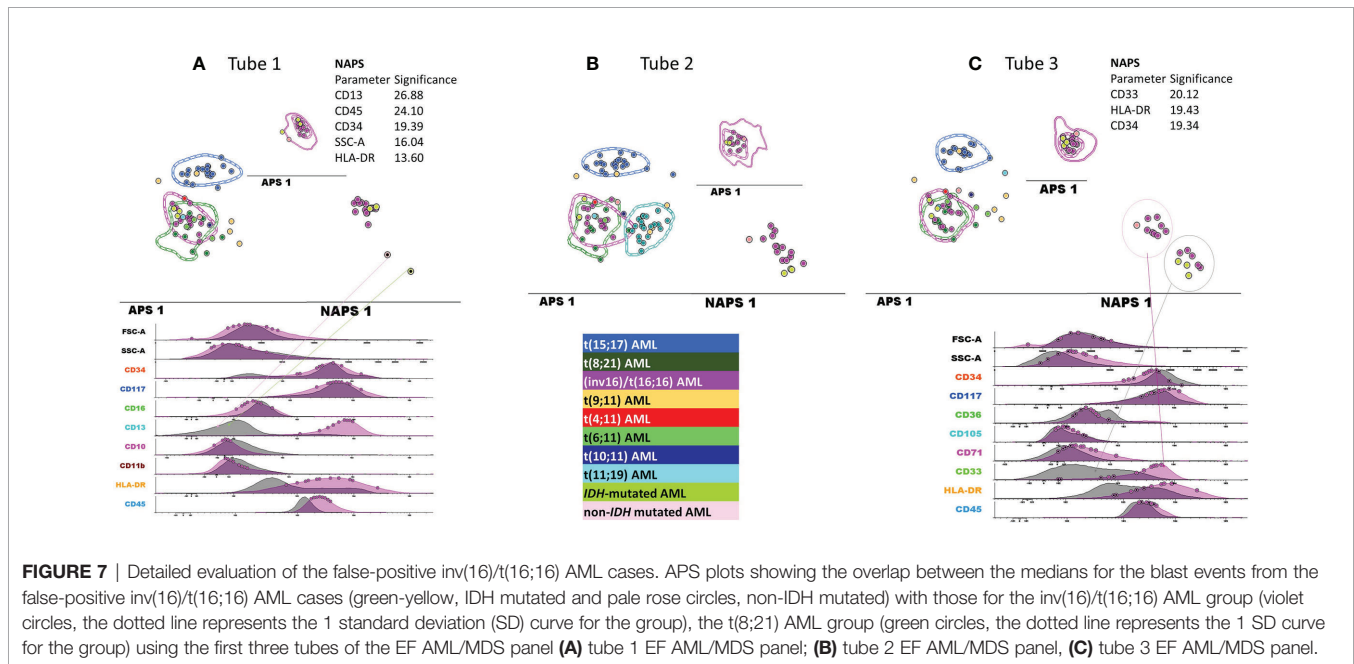 A Tube 1
NAPS
Parameter Significance
CD13 26.88
CD45 24.10
CD34 19.39
SSC-A 16.04
HLA-DR 13.60
APS 1
APS 1
NAPS 1
FSC-A
SSC-A
CD34
CD117
CD16
CD13
CD10
CD11b
HLA-DR
CD45
B Tube 2
APS 1
APS 1
NAPS 1
t(15;17) AML
t(8;21) AML
(inv16)/t(16;16) AML
t(9;11) AML
t(4;11) AML
t(6;11) AML
t(10;11) AML
t(11;19) AML
IDH-mutated AML
non-IDH mutated AML
C Tube 3
NAPS
Parameter Significance
CD33 20.12
HLA-DR 19.43
CD34 19.34
APS 1
APS 1
NAPS 1
FSC-A
SSC-A
CD34
CD117
CD36
CD105
CD71
CD33
HLA-DR
CD45
FIGURE 7 | Detailed evaluation of the false-positive inv(16)/t(16;16) AML cases. APS plots showing the overlap between the medians for the blast events from the
false-positive inv(16)/t(16;16) AML cases (green-yellow, IDH mutated and pale rose circles, non-IDH mutated) with those for the inv(16)/t(16;16) AML group (violet
circles, the dotted line represents the 1 standard deviation (SD) curve for the group), the t(8;21) AML group (green circles, the dotted line represents the 1 SD curve
for the group) using the first three tubes of the EF AML/MDS panel (A) tube 1 EF AML/MDS panel; (B) tube 2 EF AML/MDS panel, (C) tube 3 EF AML/MDS panel.